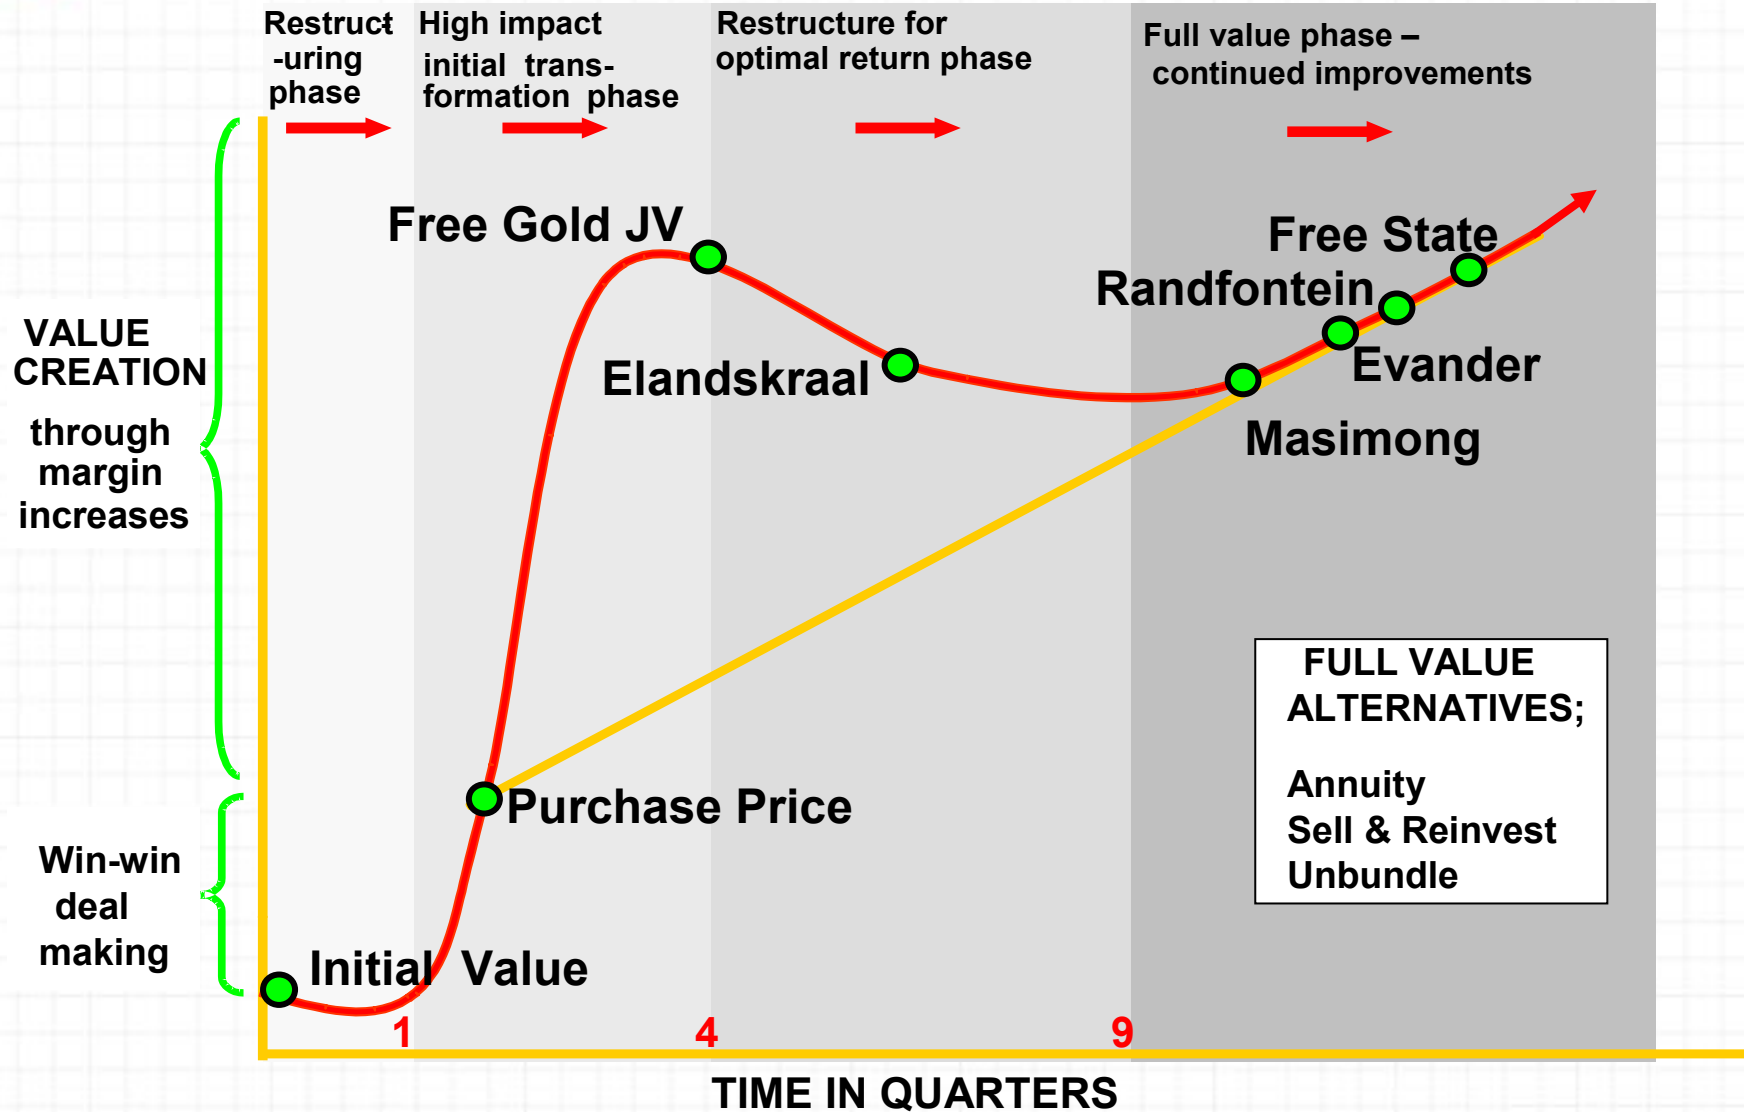 Restruct
-uring
phase
High impact
initial trans-
formation phase
Restructure for
optimal return phase
Full value phase –
continued improvements
VALUE
CREATION
through
margin
increases
Win-win
deal
making
Free Gold JV
Elandskraal
Free State
Randfontein
Evander
Masimong
Purchase Price
Initial Value
FULL VALUE
ALTERNATIVES;
Annuity
Sell & Reinvest
Unbundle
1
4
9
TIME IN QUARTERS